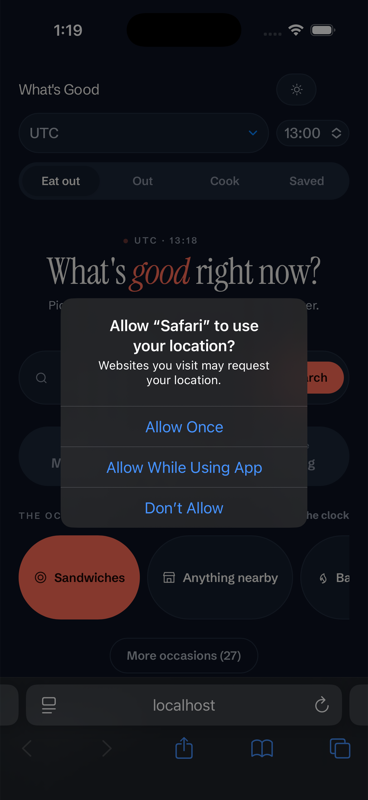 1:19
What's Good
UTC
13:00
Eat out
Out
Cook
Saved
UTC · 13:18
What's good right now?
Allow “Safari” to use
your location?
Websites you visit may request
your location.
Allow Once
Allow While Using App
Don’t Allow
THE OC
he clock
Sandwiches
Anything nearby
Ba
More occasions (27)
localhost